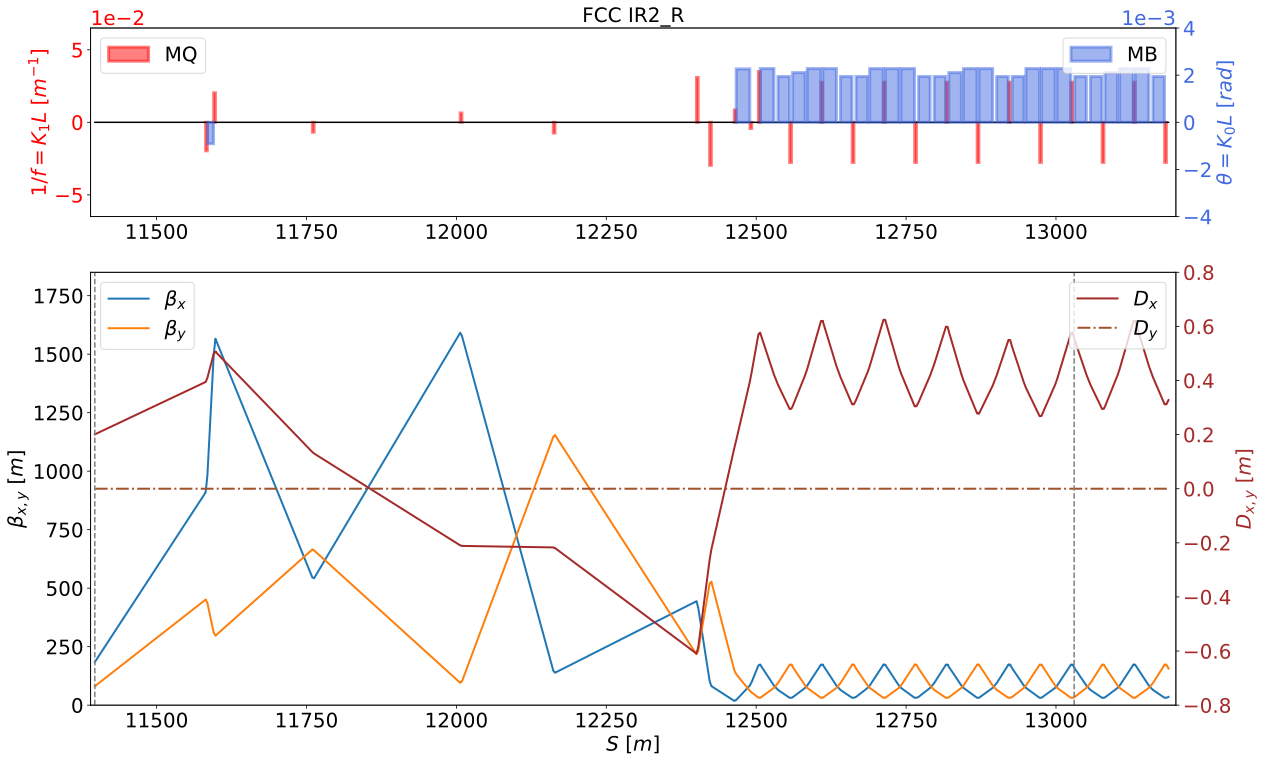 FCC IR2_R
1e−2
1e−3
MQ
MB
1/f = K₁L [m⁻¹]
5
0
−5
4
2
0
−2
−4
θ = K₀L [rad]
11500 11750 12000 12250 12500 12750 13000
βx
βy
Dx
Dy
βx,y [m]
1750
1500
1250
1000
750
500
250
0
0.8
0.6
0.4
0.2
0.0
−0.2
−0.4
−0.6
−0.8
Dx,y [m]
11500 11750 12000 12250 12500 12750 13000
S [m]